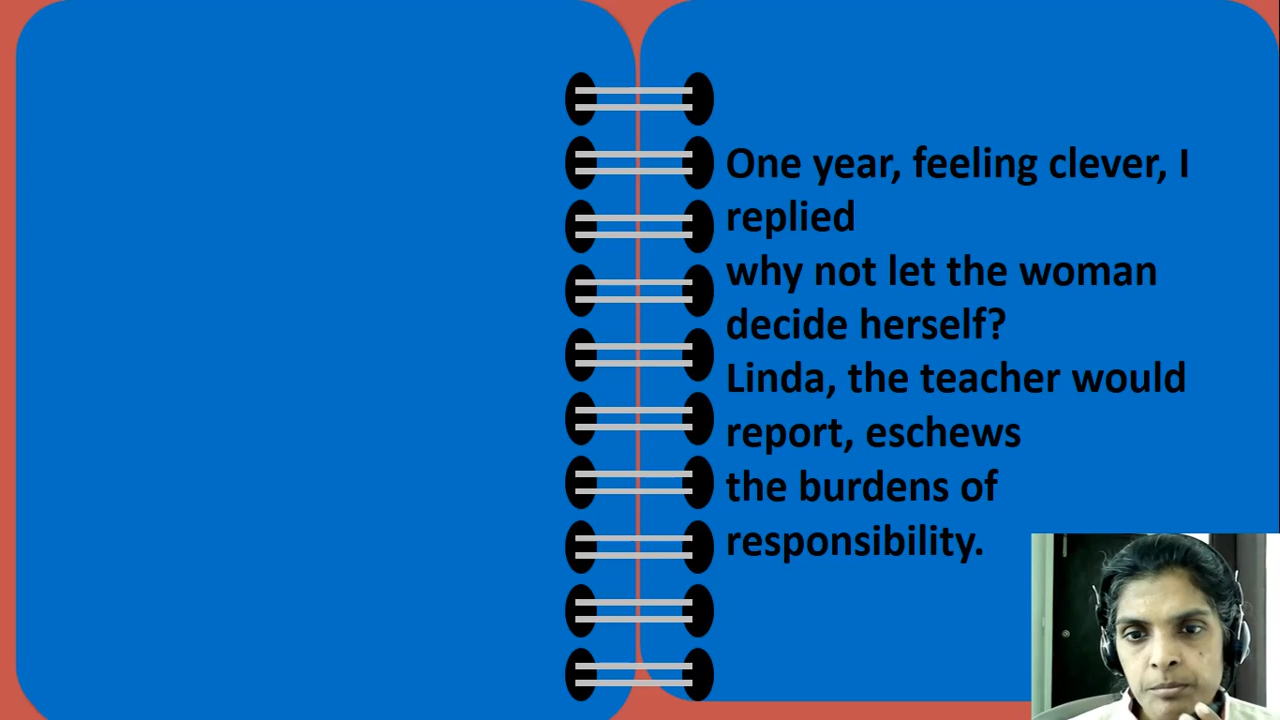 One year, feeling clever, I
replied
why not let the woman
decide herself?
Linda, the teacher would
report, eschews
the burdens of
responsibility.